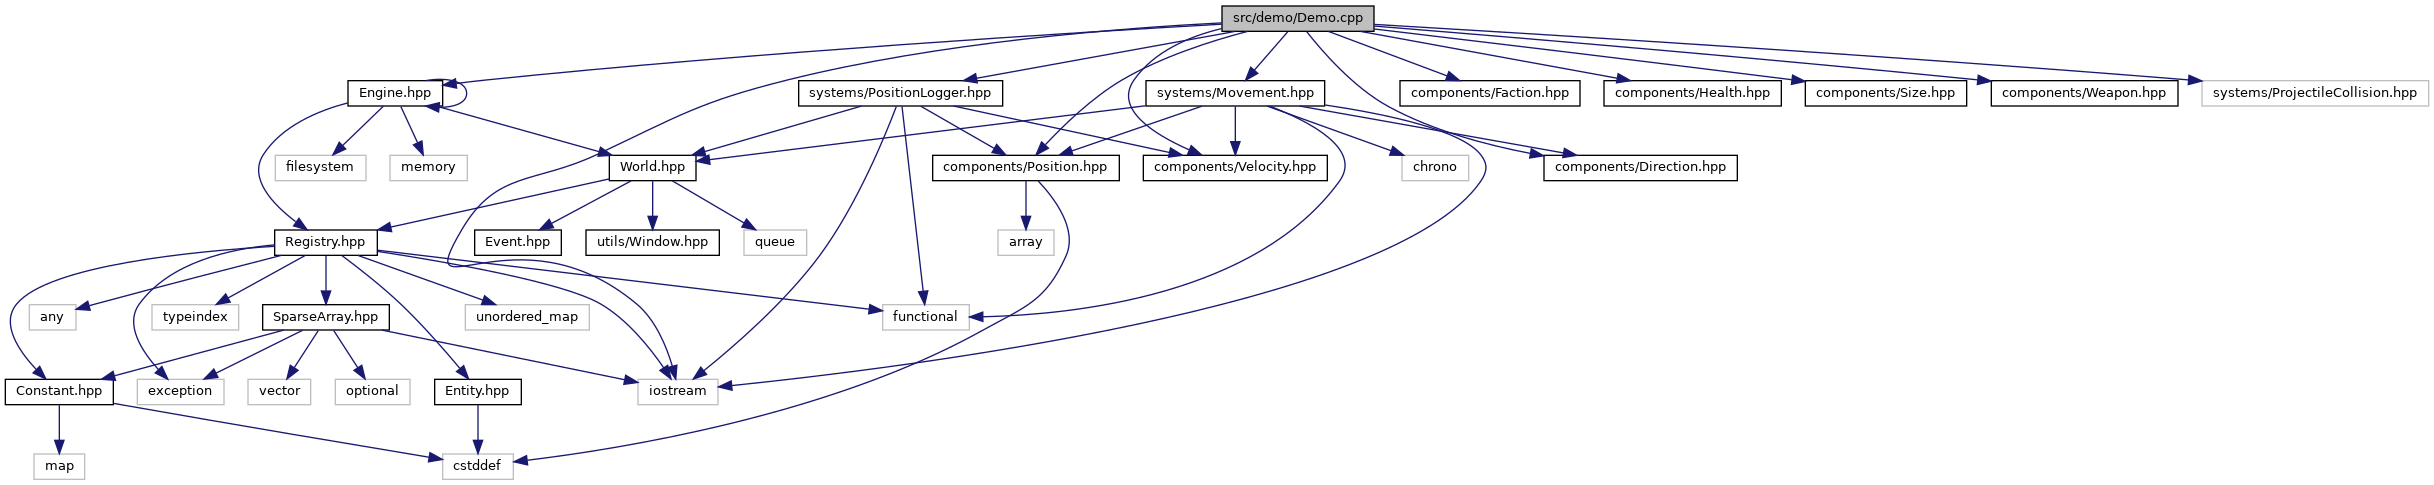 src/demo/Demo.cpp
Engine.hpp
systems/PositionLogger.hpp
systems/Movement.hpp
components/Faction.hpp
components/Health.hpp
components/Size.hpp
components/Weapon.hpp
systems/ProjectileCollision.hpp
filesystem
memory
World.hpp
components/Position.hpp
components/Velocity.hpp
chrono
components/Direction.hpp
Registry.hpp
Event.hpp
utils/Window.hpp
queue
array
any
typeindex
SparseArray.hpp
unordered_map
functional
Constant.hpp
exception
vector
optional
Entity.hpp
iostream
map
cstddef